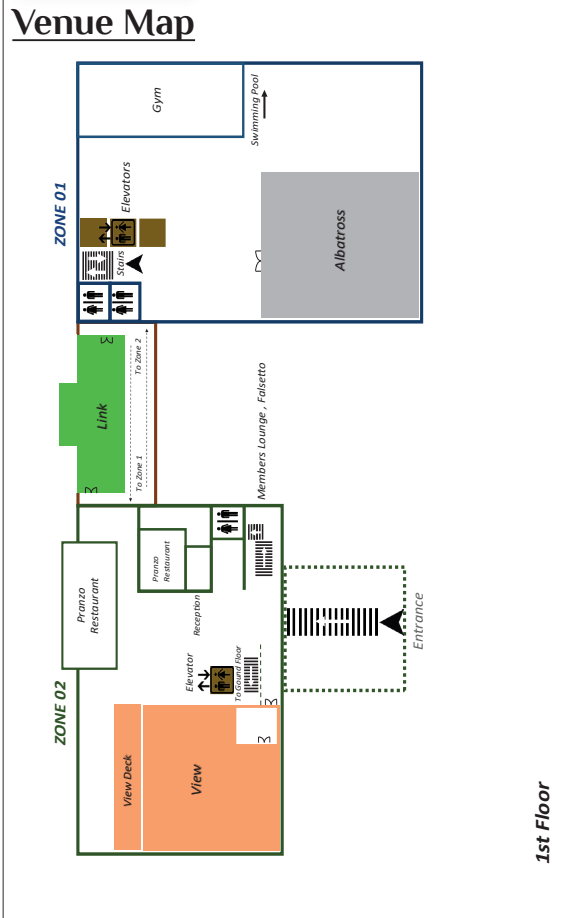 Venue Map
ZONE 01
Gym
Swimming Pool
Elevators
Stairs
Albatross
Link
To Zone 2
To Zone 1
Members Lounge , Falsetto
ZONE 02
Pranzo
Restaurant
Pranzo
Restaurant
Reception
Elevator
To Gound Floor
View Deck
View
Entrance
1st Floor